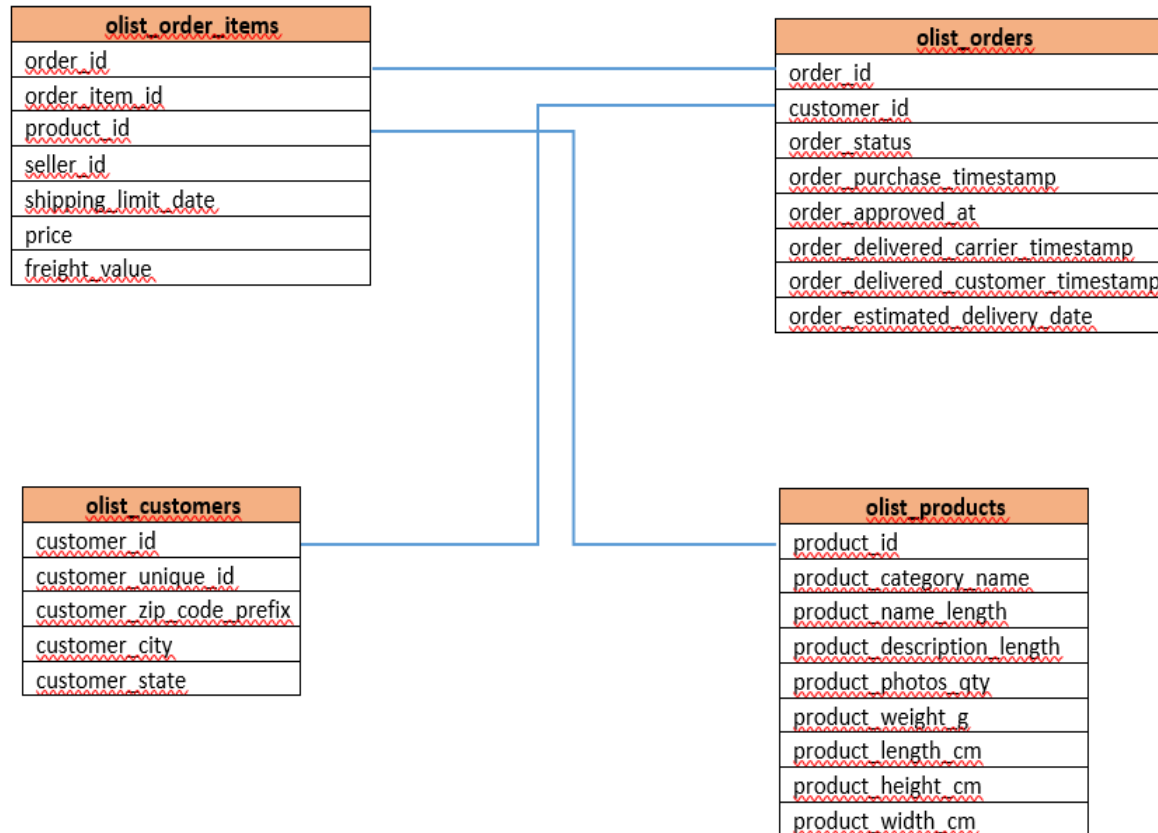 olist_order_items
order_id
order_item_id
product_id
seller_id
shipping_limit_date
price
freight_value
olist_orders
order_id
customer_id
order_status
order_purchase_timestamp
order_approved_at
order_delivered_carrier_timestamp
order_delivered_customer_timestamp
order_estimated_delivery_date
olist_customers
customer_id
customer_unique_id
customer_zip_code_prefix
customer_city
customer_state
olist_products
product_id
product_category_name
product_name_length
product_description_length
product_photos_qty
product_weight_g
product_length_cm
product_height_cm
product_width_cm